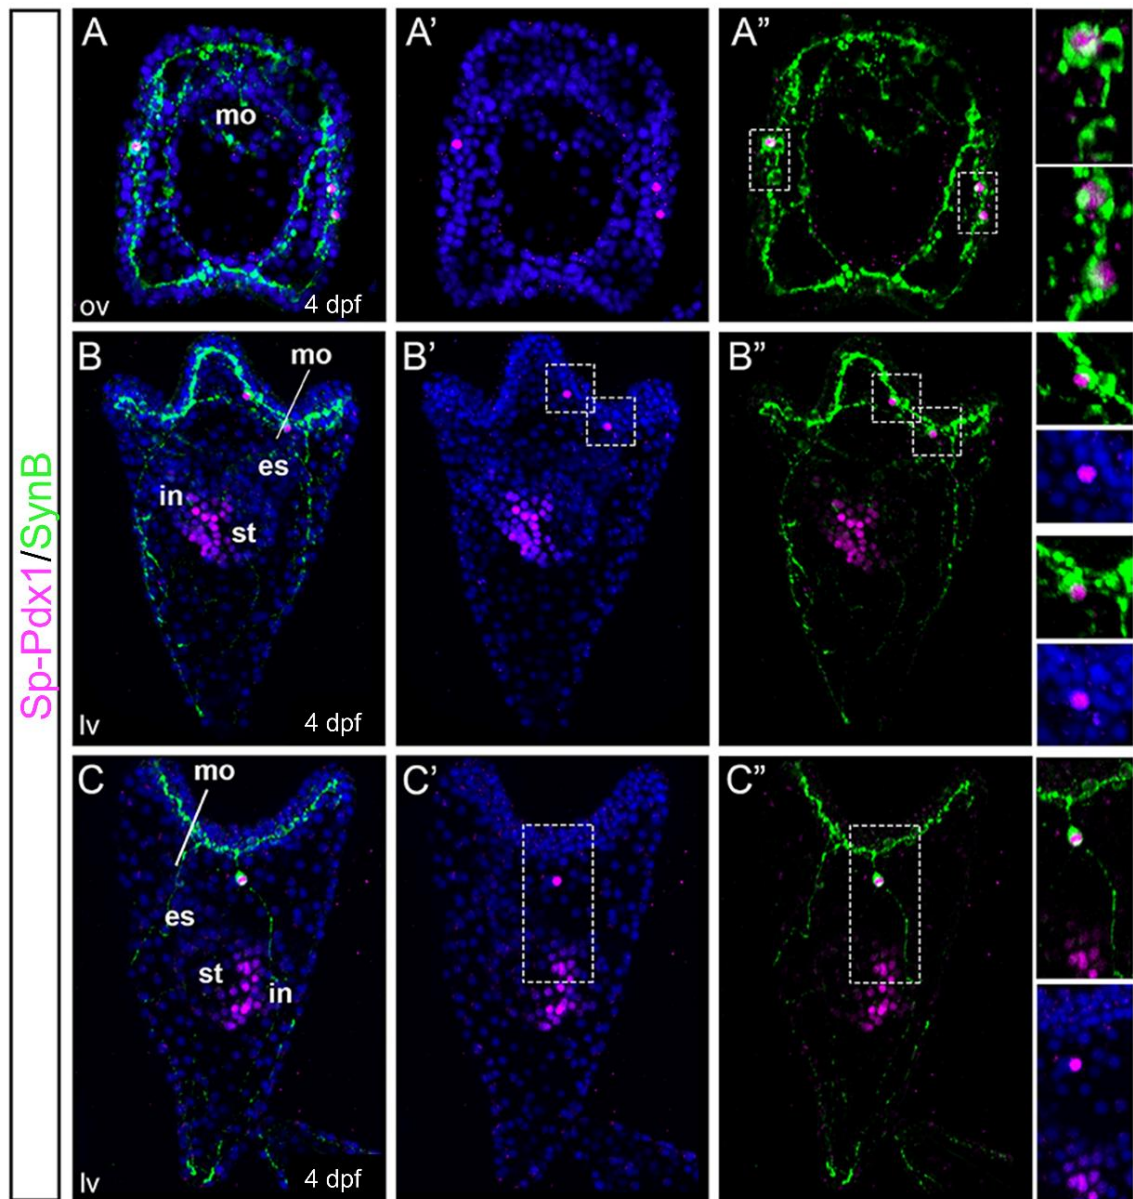 Sp-Pdx1/SynB
A
mo
ov
4 dpf
A'
A"
B
mo
es
in
st
lv
4 dpf
B'
B"
C
mo
es
st
in
lv
4 dpf
C'
C"